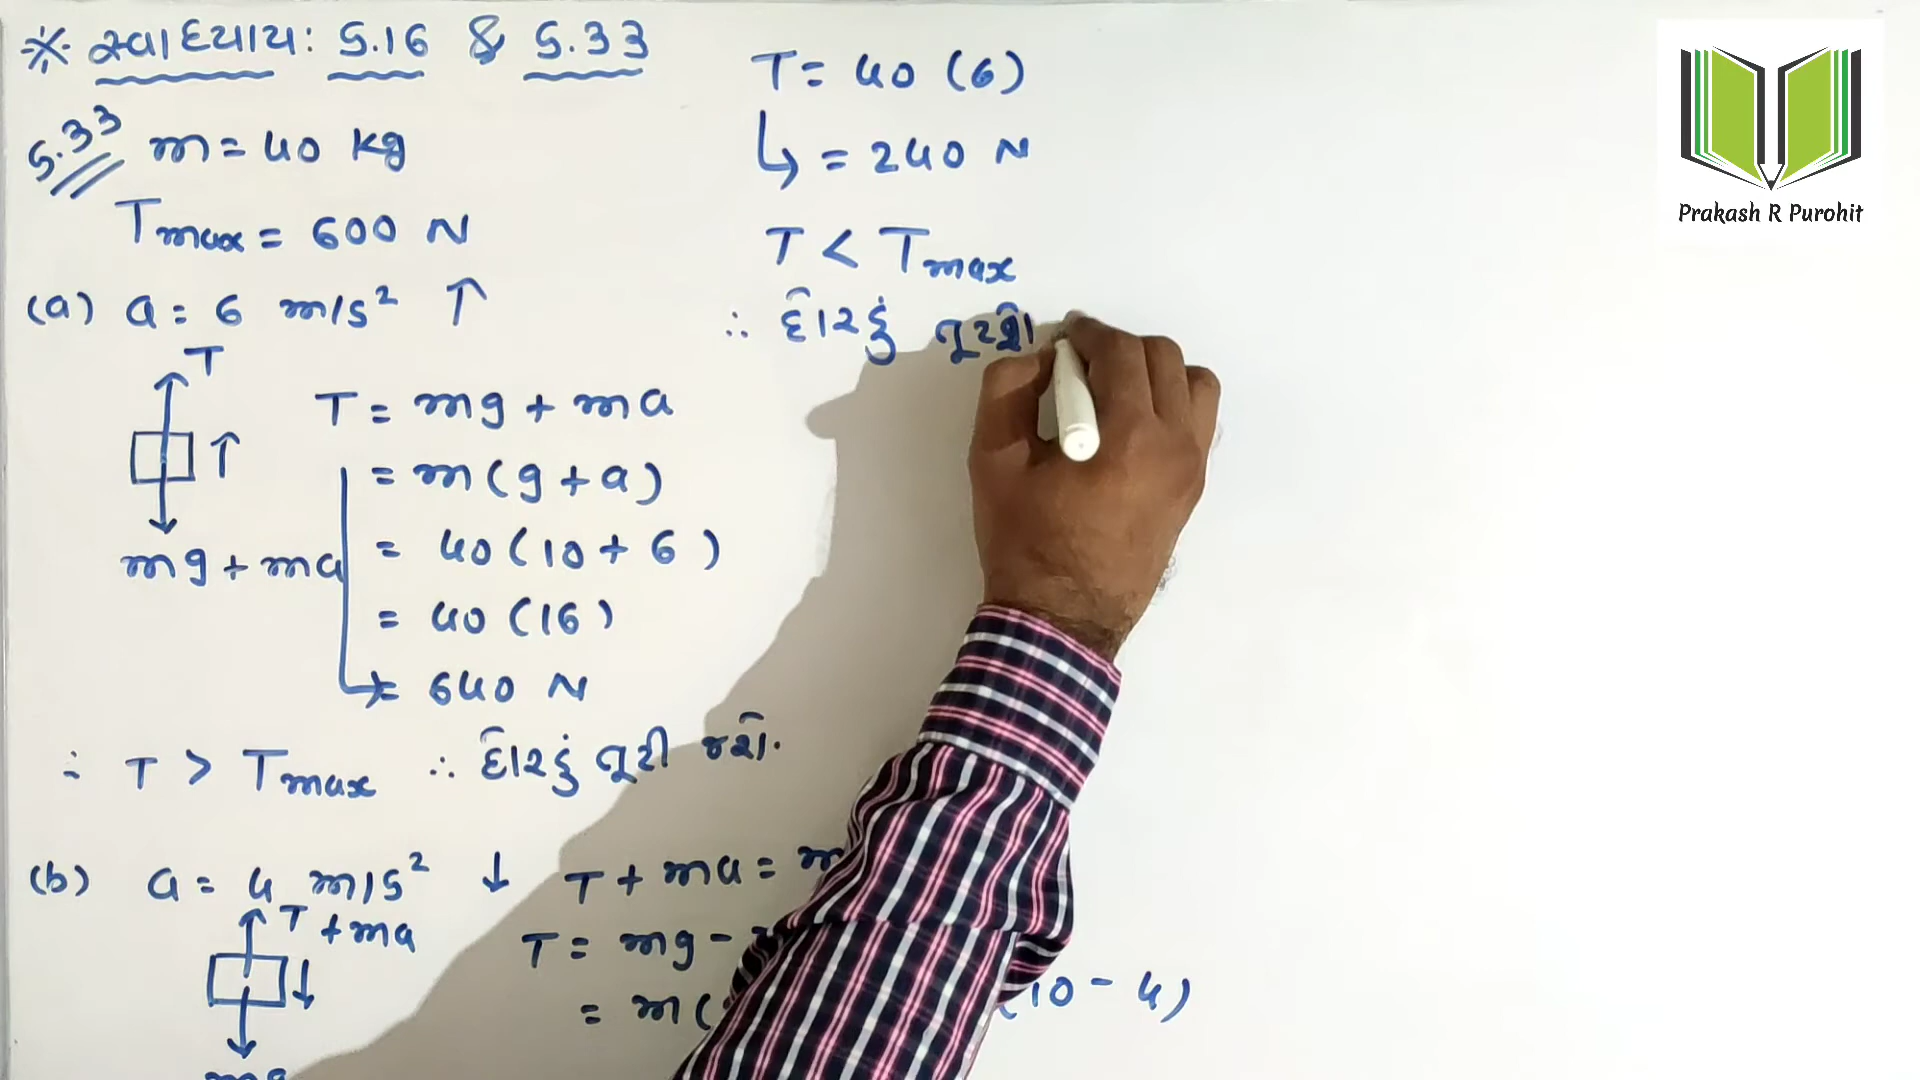 ※ સ્વાધ્યાય: 5.16 & 5.33
5.33 m = 40 kg
Tmax = 600 N
(a) a = 6 m/s² ↑
T
mg + ma
T = mg + ma
= m(g + a)
= 40(10 + 6)
= 40(16)
= 640 N
∴ T > Tmax ∴ દોરડું તૂટી જશે.
(b) a = 4 m/s² ↓
T + ma
mg
T + ma =
T = mg -
= m(
(10 - 4)
T = 40 (6)
= 240 N
T < Tmax
∴ દોરડું તૂટશે
Prakash R Purohit